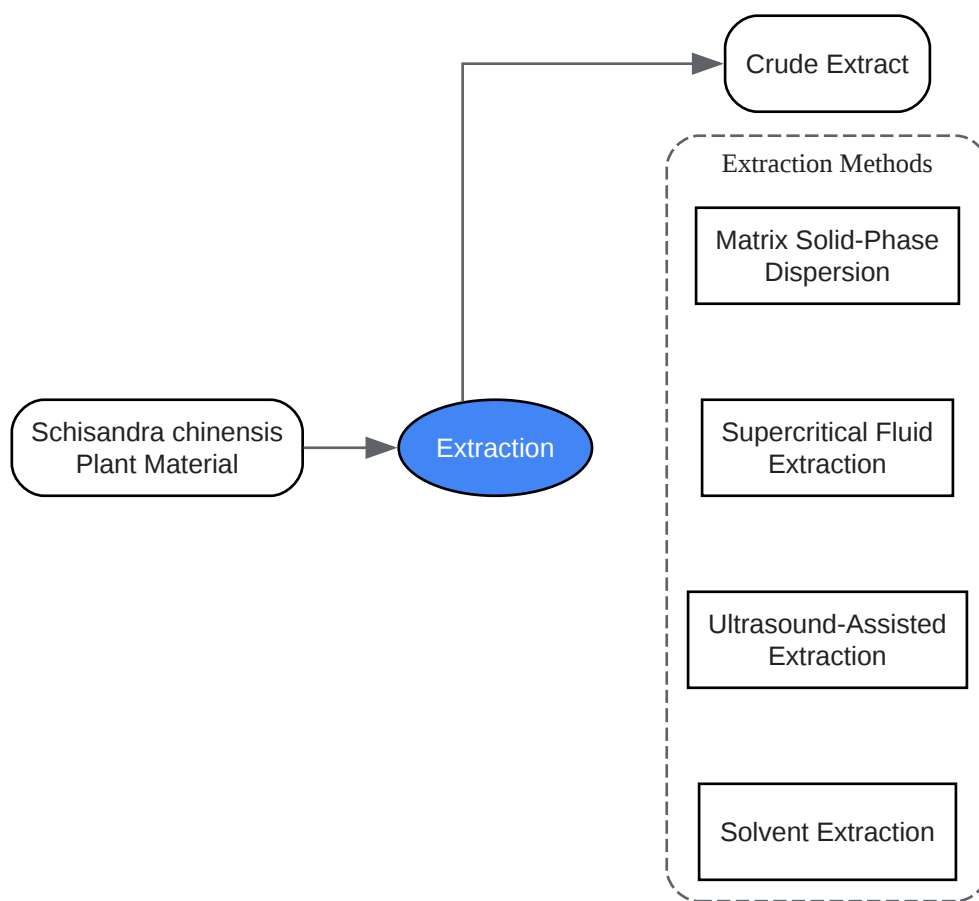 Crude Extract
Extraction Methods
Matrix Solid-Phase
Dispersion
Schisandra chinensis
Plant Material
Extraction
Supercritical Fluid
Extraction
Ultrasound-Assisted
Extraction
Solvent Extraction